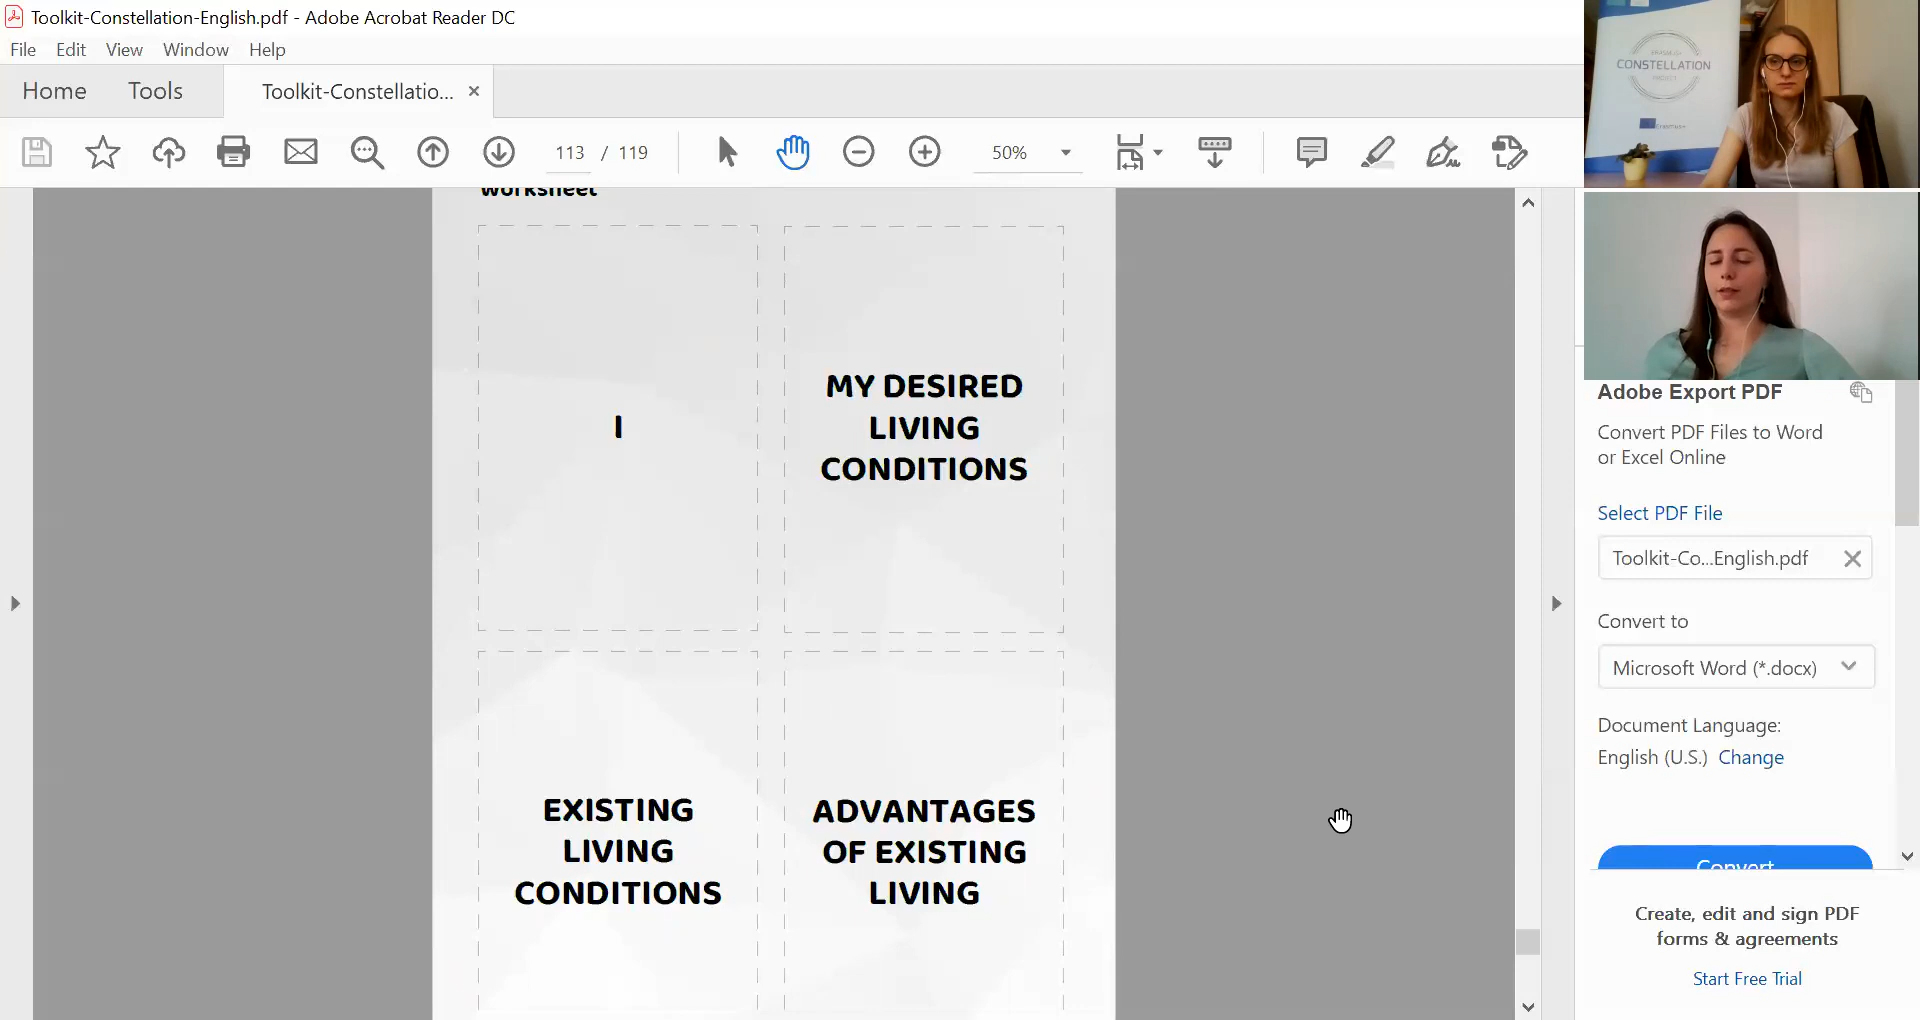 Toolkit-Constellation-English.pdf - Adobe Acrobat Reader DC
File Edit View Window Help
Home Tools Toolkit-Constellatio... ×
113 / 119 50%
worksheet
I
MY DESIRED
LIVING
CONDITIONS
EXISTING
LIVING
CONDITIONS
ADVANTAGES
OF EXISTING
LIVING
CONSTELLATION
PROJECT
Erasmus+
Adobe Export PDF
Convert PDF Files to Word
or Excel Online
Select PDF File
Toolkit-Co...English.pdf
Convert to
Microsoft Word (*.docx)
Document Language:
English (U.S.) Change
Convert
Create, edit and sign PDF
forms & agreements
Start Free Trial